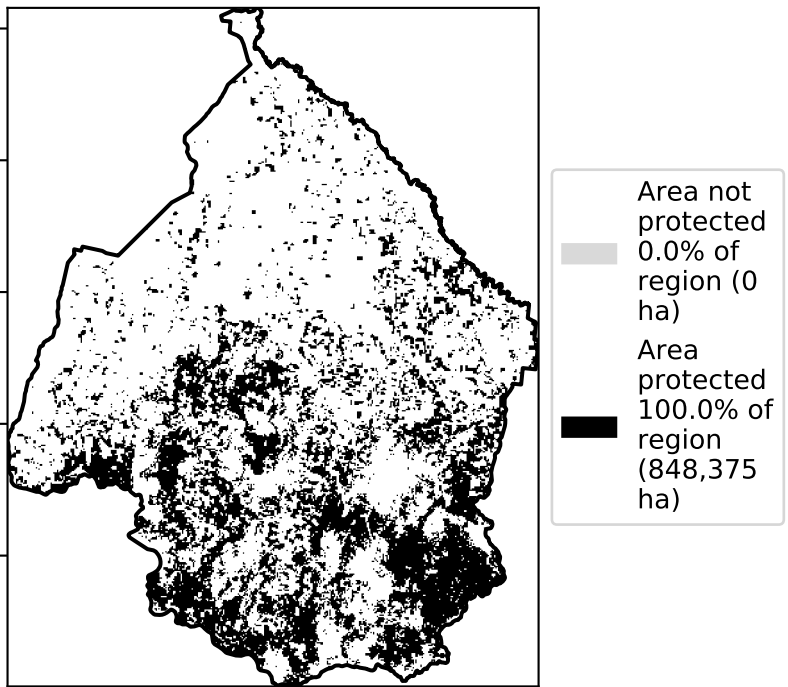 Area not
protected
0.0% of
region (0
ha)
Area
protected
100.0% of
region
(848,375
ha)